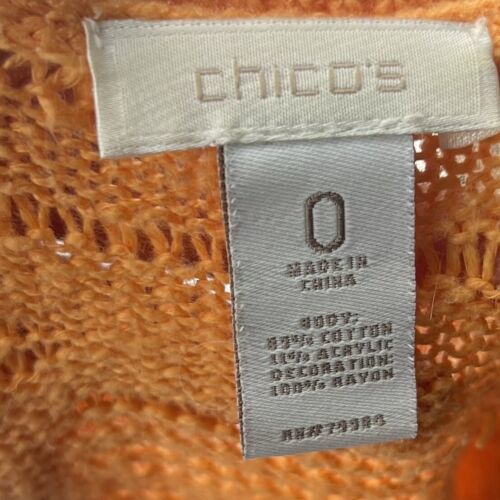 chico's
0
MADE IN
CHINA
BODY:
89% COTTON
11% ACRYLIC
DECORATION:
100% RAYON